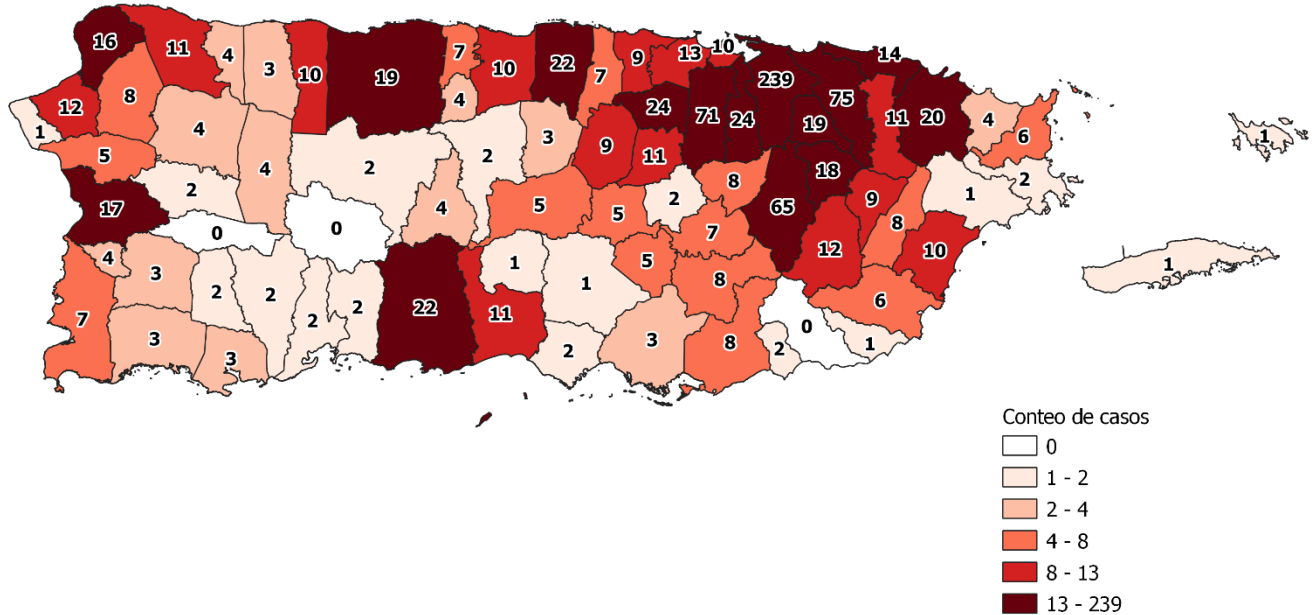 16 11 4 3 10 19 7 10 22 7 9 13 10 14
12 8 4 24 71 24 239 75 19 11 20 4 6 1
1 5 4 4 2 2 3 9 11 18 2
17 2 4 5 5 2 8 65 9 8 1
0 0 7 12 10
4 3 2 2 2 2 22 11 1 1 5 8 6 1
7 3 3 2 3 8 2 0 1
Conteo de casos
0
1 - 2
2 - 4
4 - 8
8 - 13
13 - 239